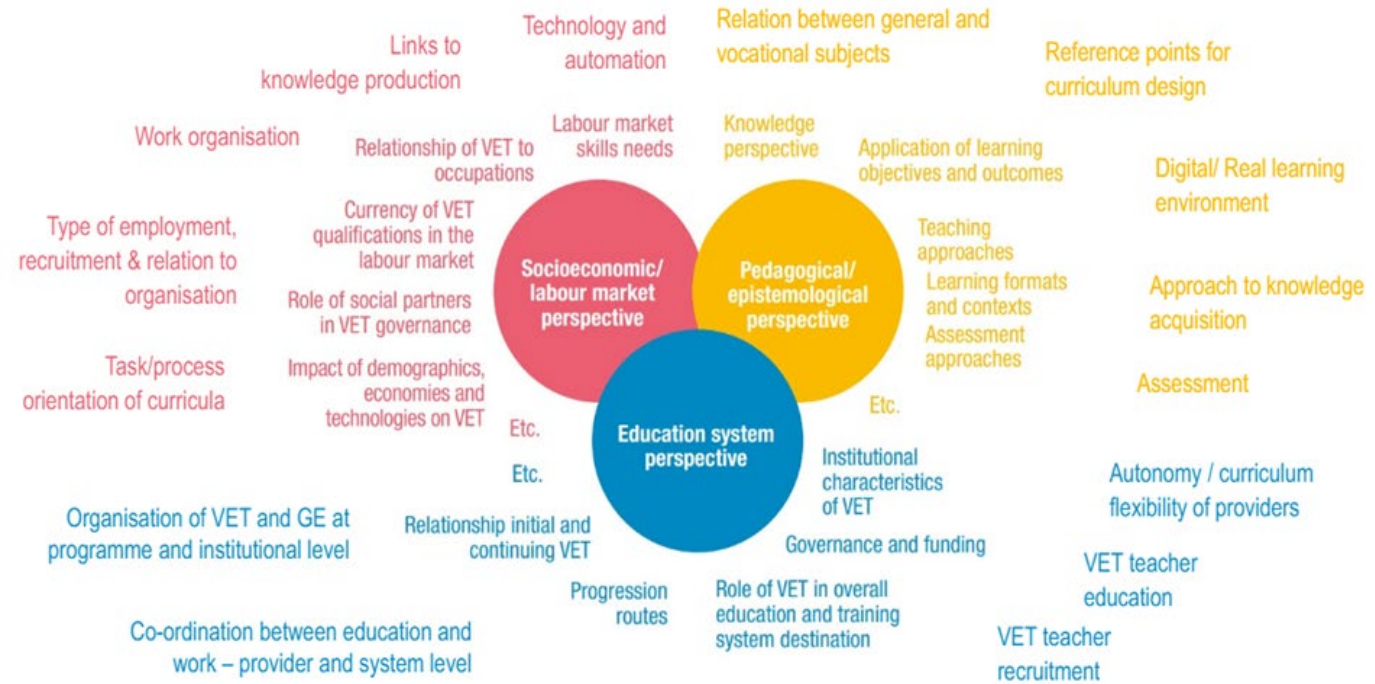 Links to
knowledge production
Technology and
automation
Relation between general and
vocational subjects
Reference points for
curriculum design
Work organisation
Relationship of VET to
occupations
Labour market
skills needs
Knowledge
perspective
Application of learning
objectives and outcomes
Digital/ Real learning
environment
Type of employment,
recruitment & relation to
organisation
Currency of VET
qualifications in the
labour market
Teaching
approaches
Socioeconomic/
labour market
perspective
Pedagogical/
epistemological
perspective
Learning formats
and contexts
Approach to knowledge
acquisition
Role of social partners
in VET governance
Assessment
approaches
Task/process
orientation of curricula
Impact of demographics,
economies and
technologies on VET
Assessment
Etc.
Etc.
Education system
perspective
Etc.
Institutional
characteristics
of VET
Autonomy / curriculum
flexibility of providers
Organisation of VET and GE at
programme and institutional level
Relationship initial and
continuing VET
Governance and funding
VET teacher
education
Progression
routes
Role of VET in overall
education and training
system destination
Co-ordination between education and
work – provider and system level
VET teacher
recruitment